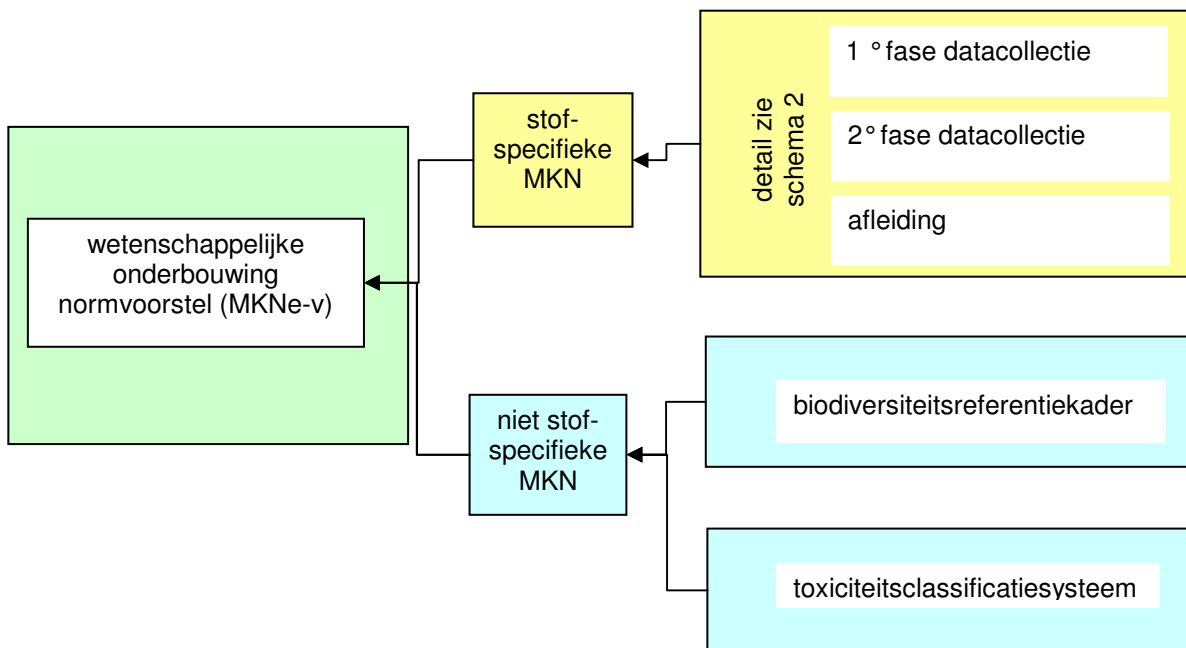 wetenschappelijke
onderbouwing
normvoorstel (MKNe-v)
stof-
specifieke
MKN
detail zie
schema 2
1 ° fase datacollectie
2° fase datacollectie
afleiding
niet stof-
specifieke
MKN
biodiversiteitsreferentiekader
toxiciteitsclassificatiesysteem